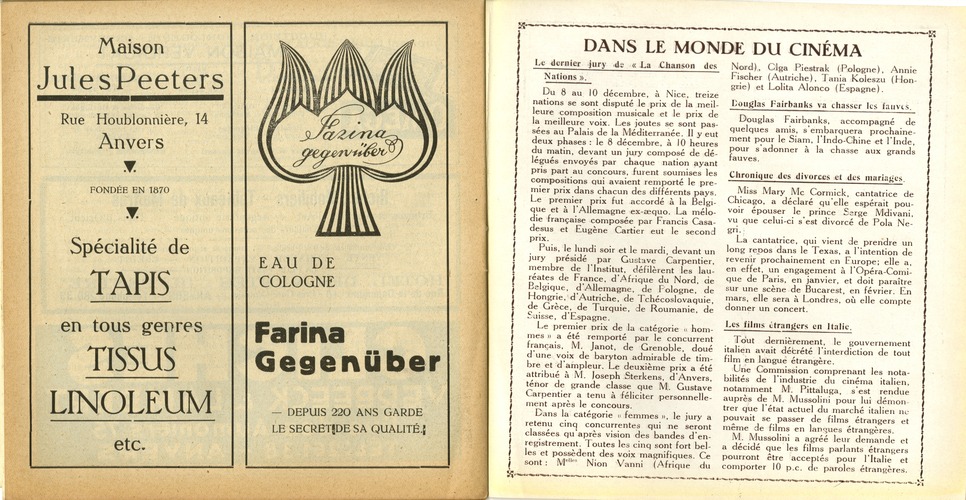 Maison
Jules Peeters
Rue Houblonnière, 14
Anvers
FONDÉE EN 1870
Spécialité de
TAPIS
en tous genres
TISSUS
LINOLEUM
etc.
Farina
gegenüber
EAU DE
COLOGNE
Farina
Gegenüber
— DEPUIS 220 ANS GARDE
LE SECRET DE SA QUALITÉ!
DANS LE MONDE DU CINÉMA
Le dernier jury de « La Chanson des
Nations ».
Du 8 au 10 décembre, à Nice, treize
nations se sont disputé le prix de la meil-
leure composition musicale et le prix de
la meilleure voix. Les joutes se sont pas-
sées au Palais de la Méditerranée. Il y eut
deux phases : le 8 décembre, à 10 heures
du matin, devant un jury composé de dé-
légués envoyés par chaque nation ayant
pris part au concours, furent soumises les
compositions qui avaient remporté le pre-
mier prix dans chacun des différents pays.
Le premier prix fut accordé à la Belgi-
que et à l'Allemagne ex-æquo. La mélo-
die française composée par Francis Casa-
desus et Eugène Cartier eut le second
prix.
Puis, le lundi soir et le mardi, devant un
jury présidé par Gustave Carpentier,
membre de l'Institut, défilèrent les lau-
réates de France, d'Afrique du Nord, de
Belgique, d'Allemagne, de Pologne, de
Hongrie, d'Autriche, de Tchécoslovaquie,
de Grèce, de Turquie, de Roumanie, de
Suisse, d'Espagne.
Le premier prix de la catégorie « hom-
mes » a été remporté par le concurrent
français, M. Janot, de Grenoble, doué
d'une voix de baryton admirable de tim-
bre et d'ampleur. Le deuxième prix a été
attribué à M. Joseph Sterkens, d'Anvers,
ténor de grande classe que M. Gustave
Carpentier a tenu à féliciter personnelle-
ment après le concours.
Dans la catégorie « femmes », le jury a
retenu cinq concurrentes qui ne seront
classées qu'après vision des bandes d'en-
registrement. Toutes les cinq sont fort bel-
les et possèdent des voix magnifiques. Ce
sont : Mlles Nion Vanni (Afrique du
Nord), Olga Piestrak (Pologne), Annie
Fischer (Autriche), Tania Koleszu (Hon-
grie) et Lolita Alonco (Espagne).
Douglas Fairbanks va chasser les fauves.
Douglas Fairbanks, accompagné de
quelques amis, s'embarquera prochaine-
ment pour le Siam, l'Indo-Chine et l'Inde,
pour s'adonner à la chasse aux grands
fauves.
Chronique des divorces et des mariages.
Miss Mary Mc Cormick, cantatrice de
Chicago, a déclaré qu'elle espérait pou-
voir épouser le prince Serge Mdivani,
vu que celui-ci s'est divorcé de Pola Ne-
gri.
La cantatrice, qui vient de prendre un
long repos dans le Texas, a l'intention de
revenir prochainement en Europe; elle a,
en effet, un engagement à l'Opéra-Comi-
que de Paris, en janvier, et doit paraître
sur une scène de Bucarest, en février. En
mars, elle sera à Londres, où elle compte
donner un concert.
Les films étrangers en Italie.
Tout dernièrement, le gouvernement
italien avait décrété l'interdiction de tout
film en langue étrangère.
Une Commission comprenant les nota-
bilités de l'industrie du cinéma italien,
notamment M. Pittaluga, s'est rendue
auprès de M. Mussolini pour lui démon-
trer que l'état actuel du marché italien ne
pouvait se passer de films étrangers et
même de films en langues étrangères.
M. Mussolini a agréé leur demande et
a décidé que les films parlants étrangers
pourront être acceptés pour l'Italie et
comporter 10 p.c. de paroles étrangères.